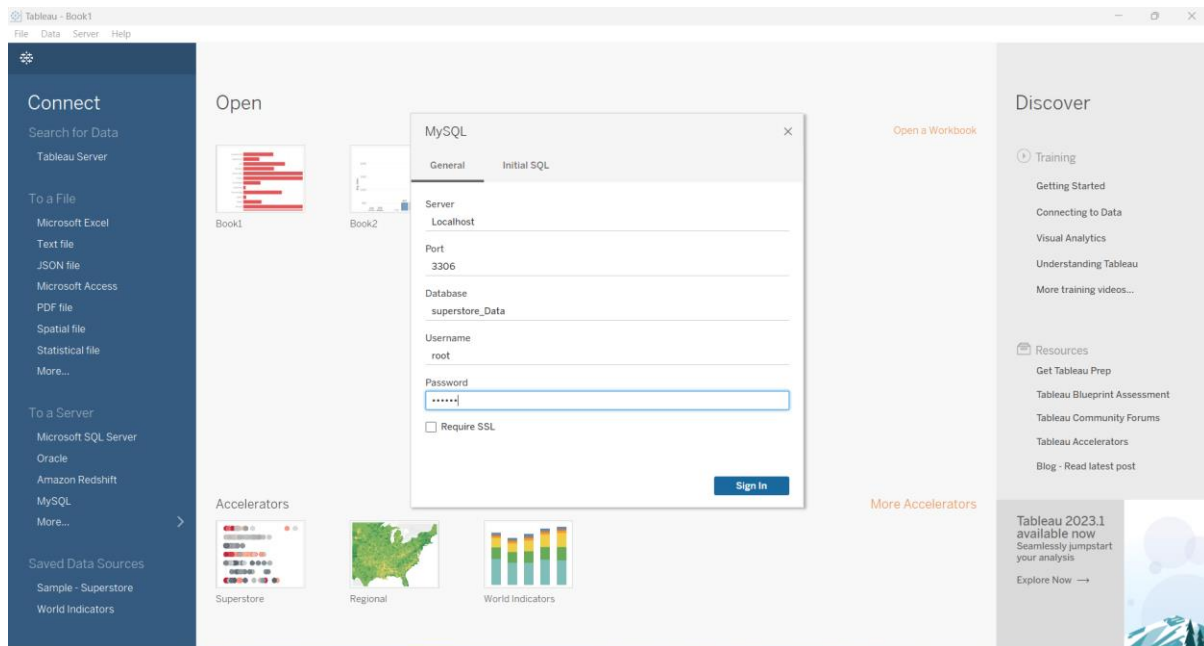 Tableau - Book1
File Data Server Help
Connect
Search for Data
Tableau Server
To a File
Microsoft Excel
Text file
JSON file
Microsoft Access
PDF file
Spatial file
Statistical file
More...
To a Server
Microsoft SQL Server
Oracle
Amazon Redshift
MySQL
More...
Saved Data Sources
Sample - Superstore
World Indicators
Open
Open a Workbook
Book1
Book2
MySQL
General Initial SQL
Server
Localhost
Port
3306
Database
superstore_Data
Username
root
Password
••••••
Require SSL
Sign In
Accelerators
More Accelerators
Superstore
Regional
World Indicators
Discover
Training
Getting Started
Connecting to Data
Visual Analytics
Understanding Tableau
More training videos...
Resources
Get Tableau Prep
Tableau Blueprint Assessment
Tableau Community Forums
Tableau Accelerators
Blog - Read latest post
Tableau 2023.1
available now
Seamlessly jumpstart
your analysis
Explore Now →